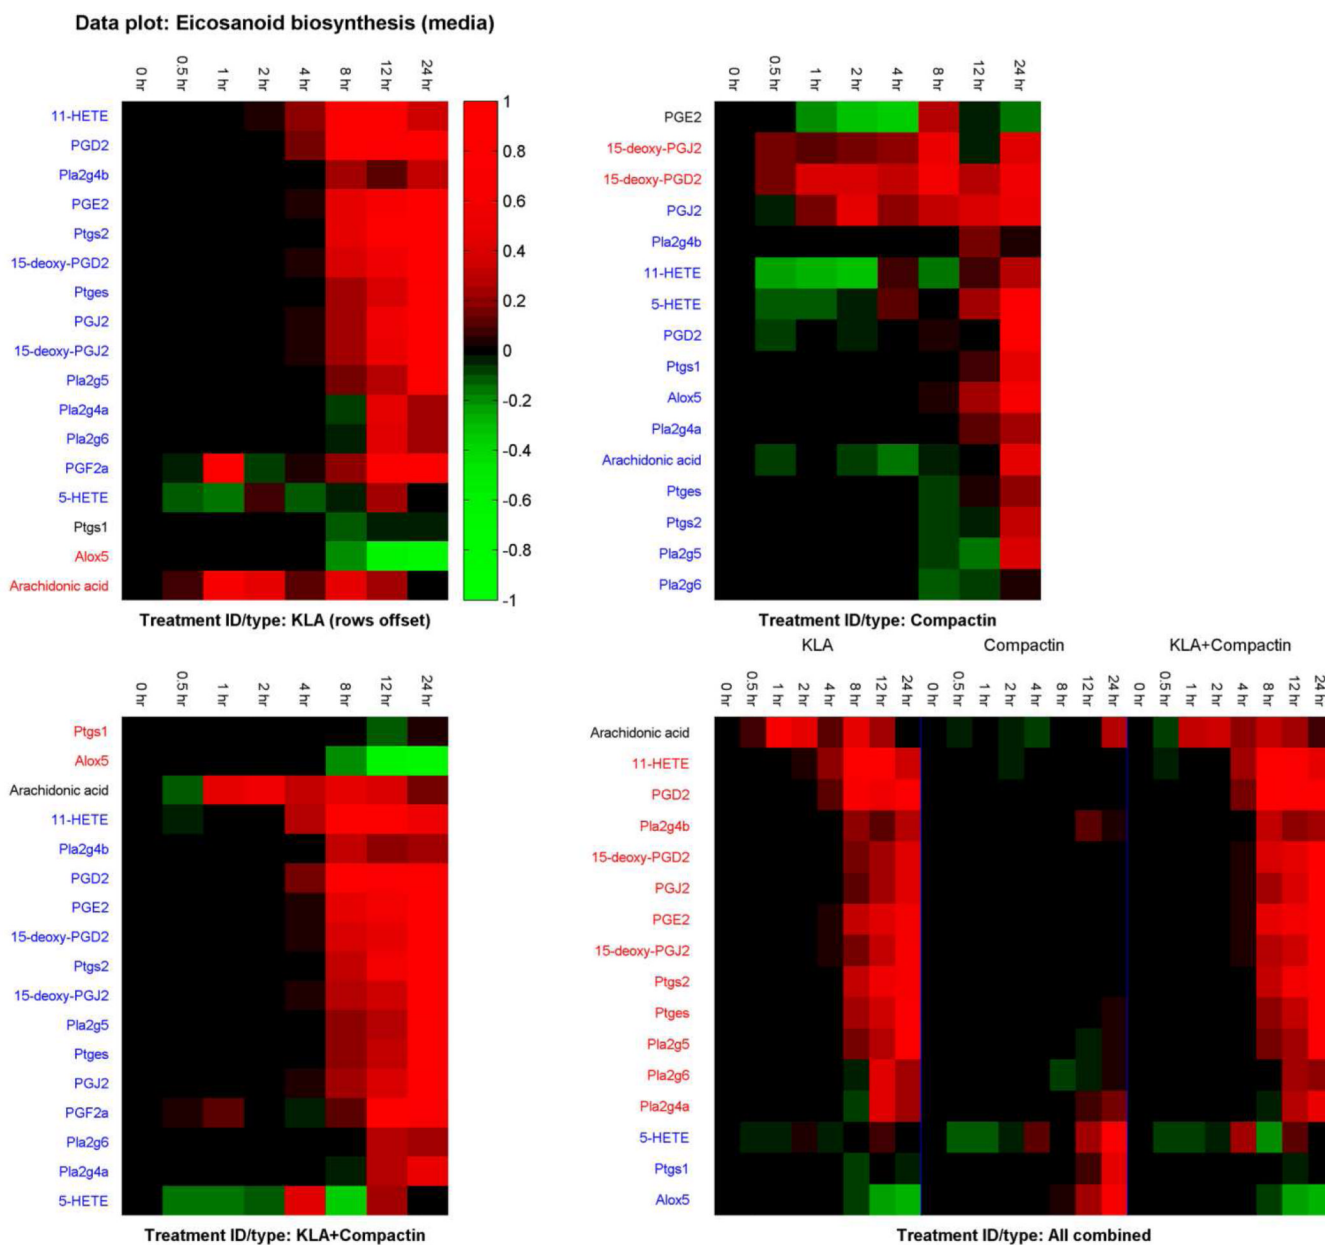 Data plot: Eicosanoid biosynthesis (media)
0 hr
0.5 hr
1 hr
2 hr
4 hr
8 hr
12 hr
24 hr
11-HETE
PGD2
Pla2g4b
PGE2
Ptgs2
15-deoxy-PGD2
Ptges
PGJ2
15-deoxy-PGJ2
Pla2g5
Pla2g4a
Pla2g6
PGF2a
5-HETE
Ptgs1
Alox5
Arachidonic acid
1
0.8
0.6
0.4
0.2
0
-0.2
-0.4
-0.6
-0.8
-1
Treatment ID/type: KLA (rows offset)
0 hr
0.5 hr
1 hr
2 hr
4 hr
8 hr
12 hr
24 hr
PGE2
15-deoxy-PGJ2
15-deoxy-PGD2
PGJ2
Pla2g4b
11-HETE
5-HETE
PGD2
Ptgs1
Alox5
Pla2g4a
Arachidonic acid
Ptges
Ptgs2
Pla2g5
Pla2g6
Treatment ID/type: Compactin
0 hr
0.5 hr
1 hr
2 hr
4 hr
8 hr
12 hr
24 hr
Ptgs1
Alox5
Arachidonic acid
11-HETE
Pla2g4b
PGD2
PGE2
15-deoxy-PGD2
Ptgs2
15-deoxy-PGJ2
Pla2g5
Ptges
PGJ2
PGF2a
Pla2g6
Pla2g4a
5-HETE
Treatment ID/type: KLA+Compactin
KLA
Compactin
KLA+Compactin
0 hr
0.5 hr
1 hr
2 hr
4 hr
8 hr
12 hr
24 hr
0 hr
0.5 hr
1 hr
2 hr
4 hr
8 hr
12 hr
24 hr
0 hr
0.5 hr
1 hr
2 hr
4 hr
8 hr
12 hr
24 hr
Arachidonic acid
11-HETE
PGD2
Pla2g4b
15-deoxy-PGD2
PGJ2
PGE2
15-deoxy-PGJ2
Ptgs2
Ptges
Pla2g5
Pla2g6
Pla2g4a
5-HETE
Ptgs1
Alox5
Treatment ID/type: All combined